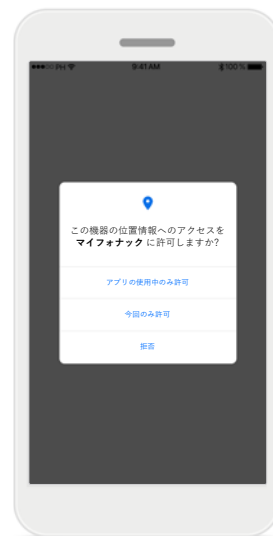 PH 9:41 AM 100 %
この機器の位置情報へのアクセスを
マイフォナック に許可しますか?
アプリの使用中のみ許可
今回のみ許可
拒否